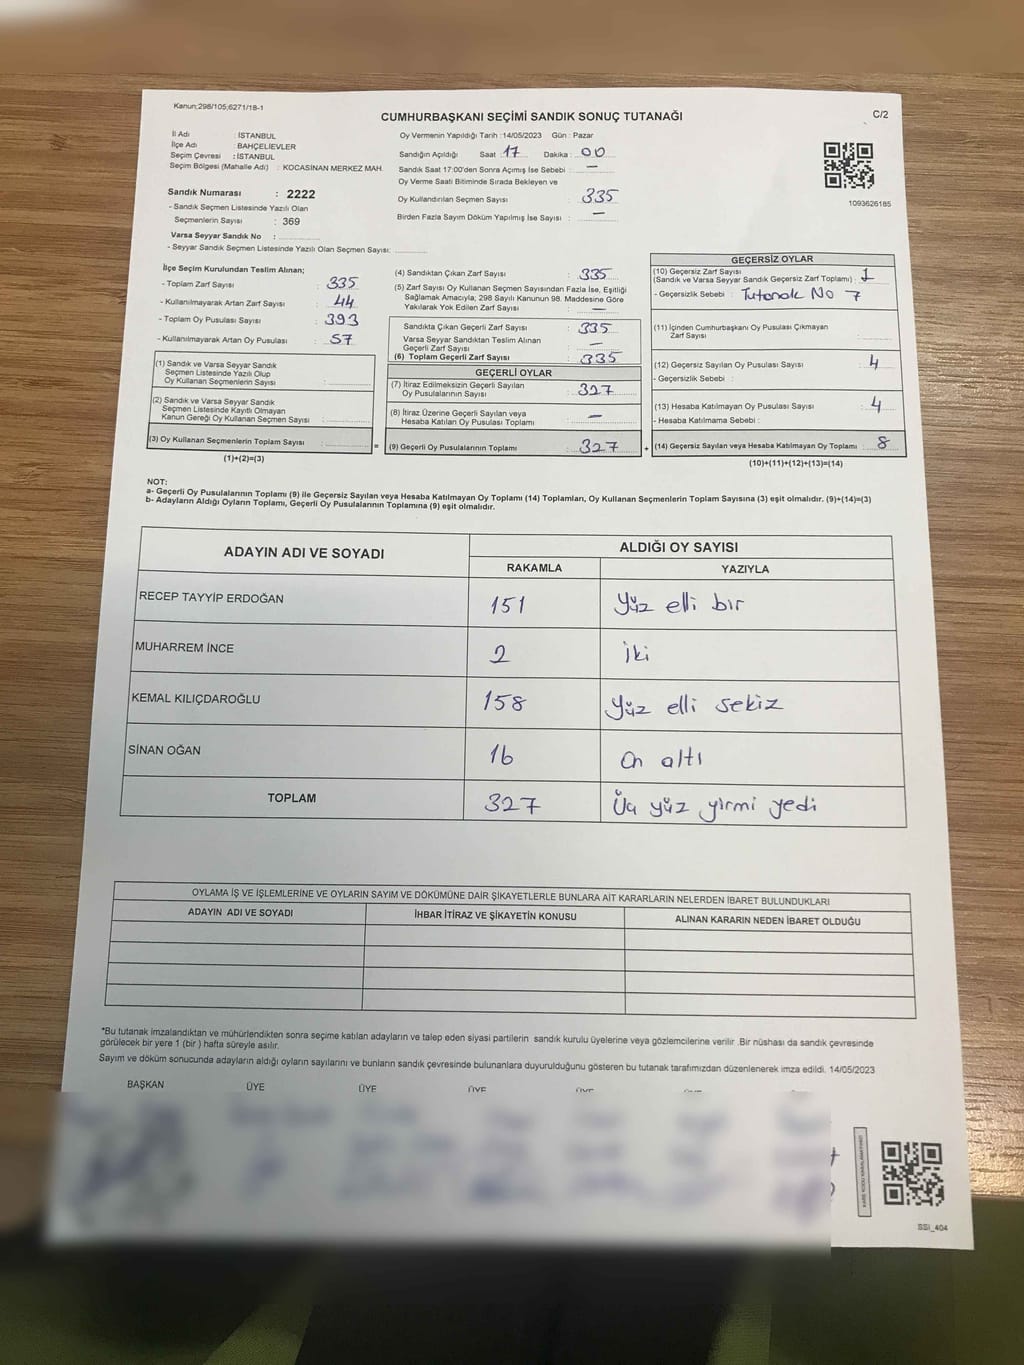 Kanun;298/105;6271/18-1
CUMHURBAŞKANI SEÇİMİ SANDIK SONUÇ TUTANAĞI
C/2
İl Adı : İSTANBUL
İlçe Adı : BAHÇELİEVLER
Seçim Çevresi : İSTANBUL
Seçim Bölgesi (Mahalle Adı) : KOCASİNAN MERKEZ MAH.
Sandık Numarası : 2222
- Sandık Seçmen Listesinde Yazılı Olan
Seçmenlerin Sayısı : 369
Varsa Seyyar Sandık No :
- Seyyar Sandık Seçmen Listesinde Yazılı Olan Seçmen Sayısı:
Oy Vermenin Yapıldığı Tarih :14/05/2023 Gün : Pazar
Sandığın Açıldığı Saat : 17 Dakika : 00
Sandık Saat 17:00'den Sonra Açımış İse Sebebi : —
Oy Verme Saati Bitiminde Sırada Bekleyen ve
Oy Kullandırılan Seçmen Sayısı : 335
Birden Fazla Sayım Döküm Yapılmış İse Sayısı : —
1093626185
İlçe Seçim Kurulundan Teslim Alınan;
- Toplam Zarf Sayısı : 335
- Kullanılmayarak Artan Zarf Sayısı : 44
- Toplam Oy Pusulası Sayısı : 393
- Kullanılmayarak Artan Oy Pusulası : 57
(1) Sandık ve Varsa Seyyar Sandık
Seçmen Listesinde Yazılı Olup
Oy Kullanan Seçmenlerin Sayısı :
(2) Sandık ve Varsa Seyyar Sandık
Seçmen Listesinde Kayıtlı Olmayan
Kanun Gereği Oy Kullanan Seçmen Sayısı :
(3) Oy Kullanan Seçmenlerin Toplam Sayısı : =
(1)+(2)=(3)
(4) Sandıktan Çıkan Zarf Sayısı : 335
(5) Zarf Sayısı Oy Kullanan Seçmen Sayısından Fazla İse, Eşitliği
Sağlamak Amacıyla; 298 Sayılı Kanunun 98. Maddesine Göre
Yakılarak Yok Edilen Zarf Sayısı : —
Sandıkta Çıkan Geçerli Zarf Sayısı : 335
Varsa Seyyar Sandıktan Teslim Alınan
Geçerli Zarf Sayısı : —
(6) Toplam Geçerli Zarf Sayısı : 335
GEÇERLİ OYLAR
(7) İtiraz Edilmeksizin Geçerli Sayılan
Oy Pusulalarının Sayısı : 327
(8) İtiraz Üzerine Geçerli Sayılan veya
Hesaba Katılan Oy Pusulası Toplamı : —
(9) Geçerli Oy Pusulalarının Toplamı : 327 +
GEÇERSİZ OYLAR
(10) Geçersiz Zarf Sayısı
(Sandık ve Varsa Seyyar Sandık Geçersiz Zarf Toplamı) : 1
- Geçersizlik Sebebi : Tutanak No 7
(11) İçinden Cumhurbaşkanı Oy Pusulası Çıkmayan
Zarf Sayısı :
(12) Geçersiz Sayılan Oy Pusulası Sayısı : 4
- Geçersizlik Sebebi :
(13) Hesaba Katılmayan Oy Pusulası Sayısı : 4
- Hesaba Katılmama Sebebi :
(14) Geçersiz Sayılan veya Hesaba Katılmayan Oy Toplamı : 8
(10)+(11)+(12)+(13)=(14)
NOT:
a- Geçerli Oy Pusulalarının Toplamı (9) ile Geçersiz Sayılan veya Hesap Katılmayan Oy Toplamı (14) Toplamları, Oy Kullanan Seçmenlerin Toplam Sayısına (3) eşit olmalıdır. (9)+(14)=(3)
b- Adayların Aldığı Oyların Toplamı, Geçerli Oy Pusulalarının Toplamına (9) eşit olmalıdır.
ADAYIN ADI VE SOYADI
ALDIĞI OY SAYISI
RAKAMLA YAZIYLA
RECEP TAYYİP ERDOĞAN 151 Yüz elli bir
MUHARREM İNCE 2 İki
KEMAL KILIÇDAROĞLU 158 Yüz elli sekiz
SİNAN OĞAN 16 On altı
TOPLAM 327 Üç yüz yirmi yedi
OYLAMA İŞ VE İŞLEMLERİNE VE OYLARIN SAYIM VE DÖKÜMÜNE DAİR ŞİKAYETLERLE BUNLARA AİT KARARLARIN NELERDEN İBARET BULUNDUKLARI
ADAYIN ADI VE SOYADI İHBAR İTİRAZ VE ŞİKAYETİN KONUSU ALINAN KARARIN NEDEN İBARET OLDUĞU
*Bu tutanak imzalandıktan ve mühürlendikten sonra seçime katılan adayların ve talep eden siyasi partilerin sandık kurulu üyelerine veya gözlemcilerine verilir .Bir nüshası da sandık çevresinde
görülecek bir yere 1 (bir ) hafta süreyle asılır.
Sayım ve döküm sonucunda adayların aldığı oyların sayılarını ve bunların sandık çevresinde bulunanlara duyurulduğunu gösteren bu tutanak tarafımızdan düzenlenerek imza edildi. 14/05/2023
BAŞKAN ÜYE ÜYE ÜYE
SSI_404